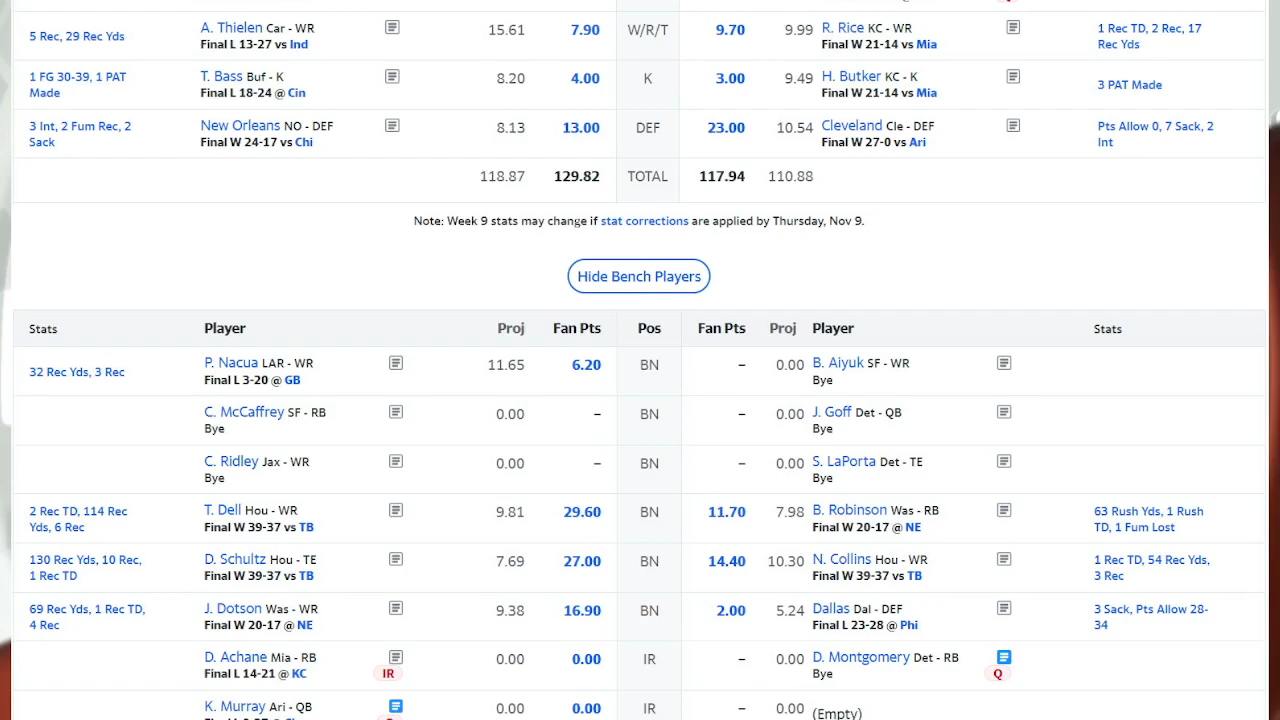 5 Rec, 29 Rec Yds A. Thielen Car - WR 15.61 7.90 W/R/T 9.70 9.99 R. Rice KC - WR 1 Rec TD, 2 Rec, 17
Final L 13-27 vs Ind Final W 21-14 vs Mia Rec Yds
1 FG 30-39, 1 PAT T. Bass Buf - K 8.20 4.00 K 3.00 9.49 H. Butker KC - K 3 PAT Made
Made Final L 18-24 @ Cin Final W 21-14 vs Mia
3 Int, 2 Fum Rec, 2 New Orleans NO - DEF 8.13 13.00 DEF 23.00 10.54 Cleveland Cle - DEF Pts Allow 0, 7 Sack, 2
Sack Final W 24-17 vs Chi Final W 27-0 vs Ari Int
118.87 129.82 TOTAL 117.94 110.88
Note: Week 9 stats may change if stat corrections are applied by Thursday, Nov 9.
Hide Bench Players
Stats Player Proj Fan Pts Pos Fan Pts Proj Player Stats
32 Rec Yds, 3 Rec P. Nacua LAR - WR 11.65 6.20 BN – 0.00 B. Aiyuk SF - WR
Final L 3-20 @ GB Bye
C. McCaffrey SF - RB 0.00 – BN – 0.00 J. Goff Det - QB
Bye Bye
C. Ridley Jax - WR 0.00 – BN – 0.00 S. LaPorta Det - TE
Bye Bye
2 Rec TD, 114 Rec T. Dell Hou - WR 9.81 29.60 BN 11.70 7.98 B. Robinson Was - RB 63 Rush Yds, 1 Rush
Yds, 6 Rec Final W 39-37 vs TB Final W 20-17 @ NE TD, 1 Fum Lost
130 Rec Yds, 10 Rec, D. Schultz Hou - TE 7.69 27.00 BN 14.40 10.30 N. Collins Hou - WR 1 Rec TD, 54 Rec Yds,
1 Rec TD Final W 39-37 vs TB Final W 39-37 vs TB 3 Rec
69 Rec Yds, 1 Rec TD, J. Dotson Was - WR 9.38 16.90 BN 2.00 5.24 Dallas Dal - DEF 3 Sack, Pts Allow 28-
4 Rec Final W 20-17 @ NE Final L 23-28 @ Phi 34
D. Achane Mia - RB 0.00 0.00 IR – 0.00 D. Montgomery Det - RB
Final L 14-21 @ KC IR Bye Q
K. Murray Ari - QB 0.00 0.00 IR – 0.00 (Empty)